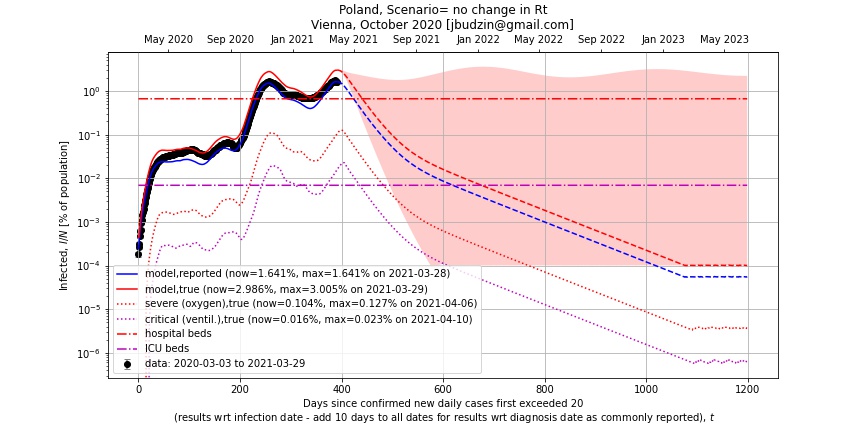 Poland, Scenario= no change in Rt
Vienna, October 2020 [jbudzin@gmail.com]
May 2020 Sep 2020 Jan 2021 May 2021 Sep 2021 Jan 2022 May 2022 Sep 2022 Jan 2023 May 2023
Infected, I/N [% of population]
10⁰
10⁻¹
10⁻²
10⁻³
10⁻⁴
10⁻⁵
10⁻⁶
model,reported (now=1.641%, max=1.641% on 2021-03-28)
model,true (now=2.986%, max=3.005% on 2021-03-29)
severe (oxygen),true (now=0.104%, max=0.127% on 2021-04-06)
critical (ventil.),true (now=0.016%, max=0.023% on 2021-04-10)
hospital beds
ICU beds
data: 2020-03-03 to 2021-03-29
0 200 400 600 800 1000 1200
Days since confirmed new daily cases first exceeded 20
(results wrt infection date - add 10 days to all dates for results wrt diagnosis date as commonly reported), t